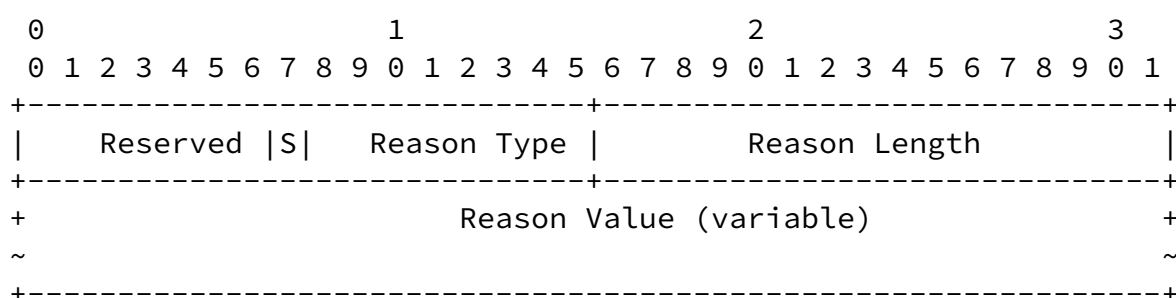 0                   1                   2                   3
 0 1 2 3 4 5 6 7 8 9 0 1 2 3 4 5 6 7 8 9 0 1 2 3 4 5 6 7 8 9 0 1
+-------------------------------+-------------------------------+
|    Reserved |S|   Reason Type |        Reason Length          |
+-------------------------------+-------------------------------+
+                        Reason Value (variable)                +
~                                                               ~
+---------------------------------------------------------------+